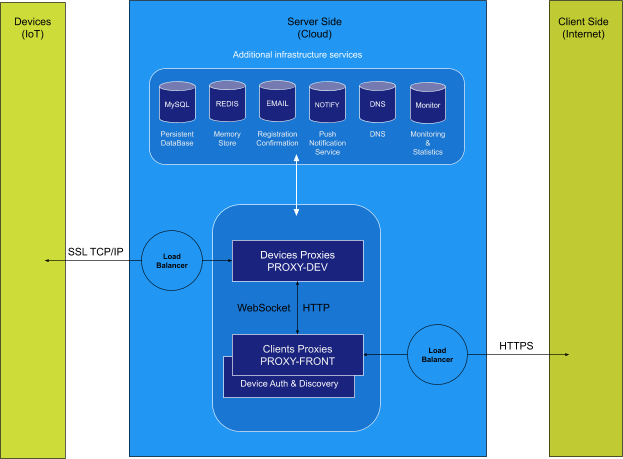 Devices
(IoT)
Server Side
(Cloud)
Client Side
(Internet)
Additional infrastructure services
MySQL
REDIS
EMAIL
NOTIFY
DNS
Monitor
Persistent
DataBase
Memory
Store
Registration
Confirmation
Push
Notification
Service
DNS
Monitoring
&
Statistics
SSL TCP/IP
Load
Balancer
Devices Proxies
PROXY-DEV
WebSocket
HTTP
Clients Proxies
PROXY-FRONT
Device Auth & Discovery
Load
Balancer
HTTPS